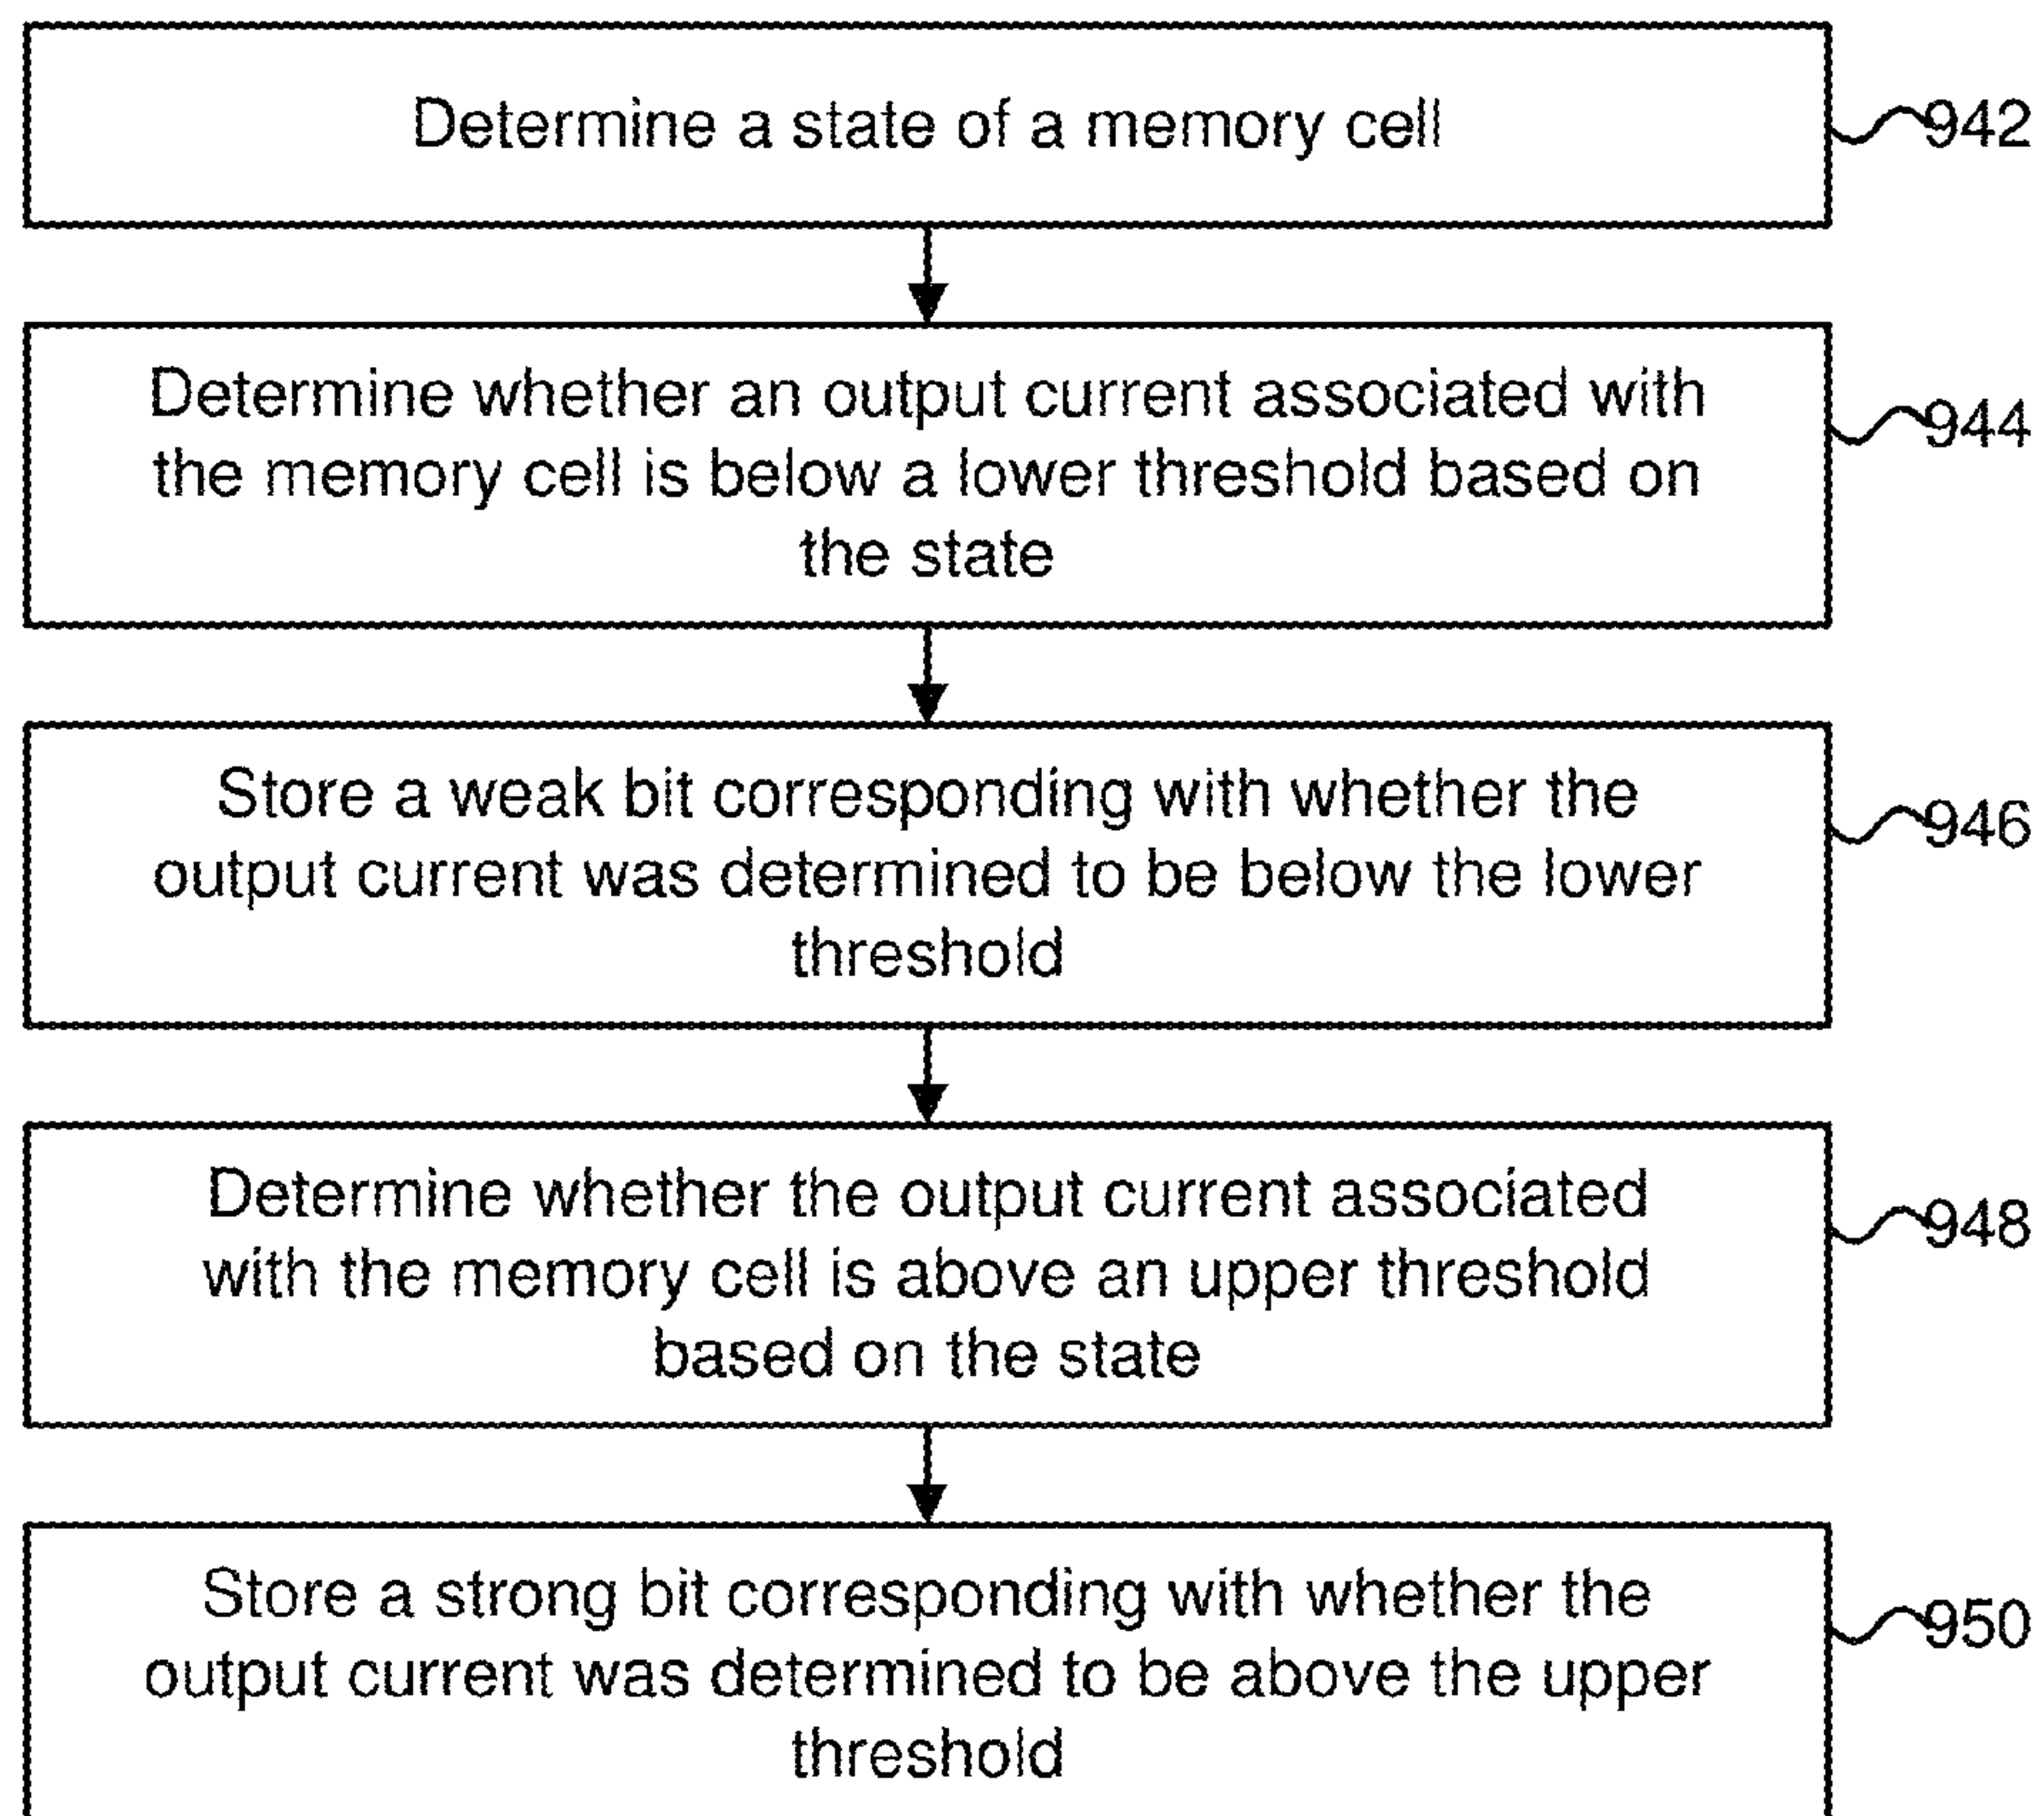 Determine a state of a memory cell
942
Determine whether an output current associated with
the memory cell is below a lower threshold based on
the state
944
Store a weak bit corresponding with whether the
output current was determined to be below the lower
threshold
946
Determine whether the output current associated
with the memory cell is above an upper threshold
based on the state
948
Store a strong bit corresponding with whether the
output current was determined to be above the upper
threshold
950